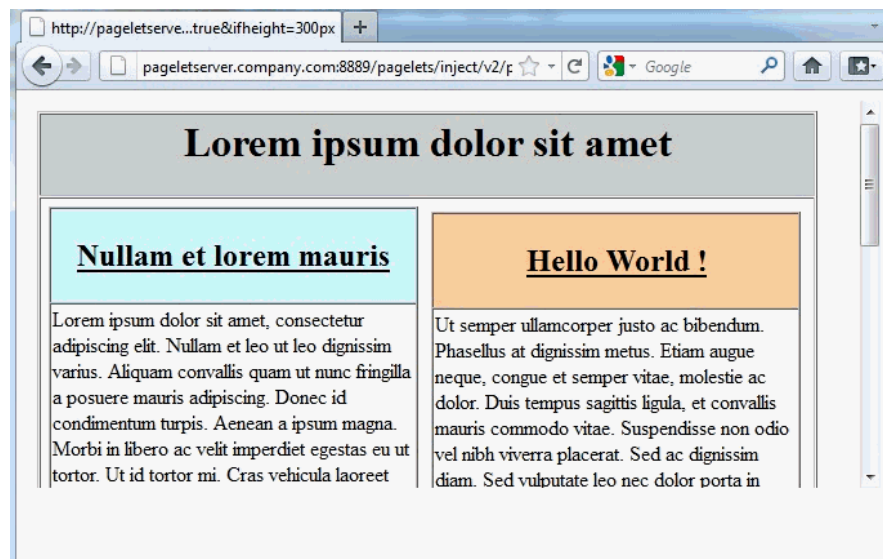 http://pageletserve...true&ifheight=300px
pageletserver.company.com:8889/pagelets/inject/v2/p
Google
Lorem ipsum dolor sit amet
Nullam et lorem mauris
Lorem ipsum dolor sit amet, consectetur
adipiscing elit. Nullam et leo ut leo dignissim
varius. Aliquam convallis quam ut nunc fringilla
a posuere mauris adipiscing. Donec id
condimentum turpis. Aenean a ipsum magna.
Morbi in libero ac velit imperdiet egestas eu ut
tortor. Ut id tortor mi. Cras vehicula laoreet
Hello World !
Ut semper ullamcorper justo ac bibendum.
Phasellus at dignissim metus. Etiam augue
neque, congue et semper vitae, molestie ac
dolor. Duis tempus sagittis ligula, et convallis
mauris commodo vitae. Suspendisse non odio
vel nibh viverra placerat. Sed ac dignissim
diam. Sed vulputate leo nec dolor porta in